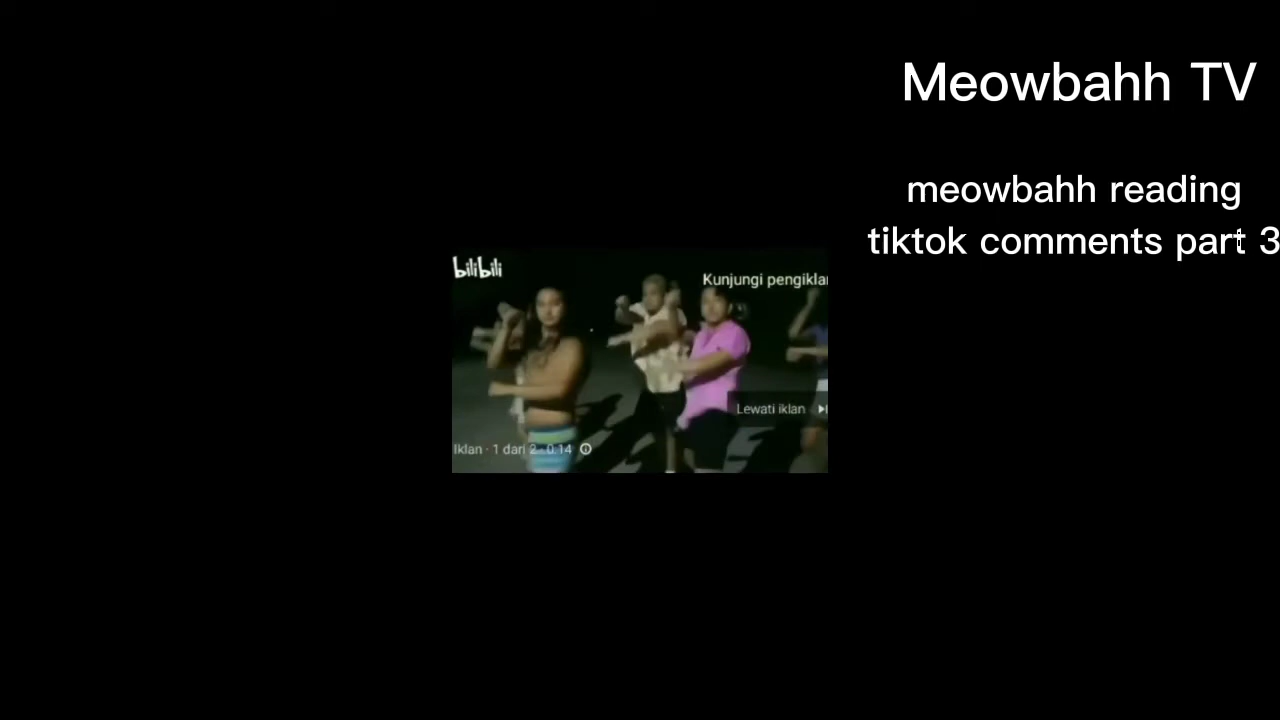 Meowbahh TV
meowbahh reading
tiktok comments part 3
bilibili
Kunjungi pengiklan
Lewati iklan
Iklan · 1 dari 2 · 0:14